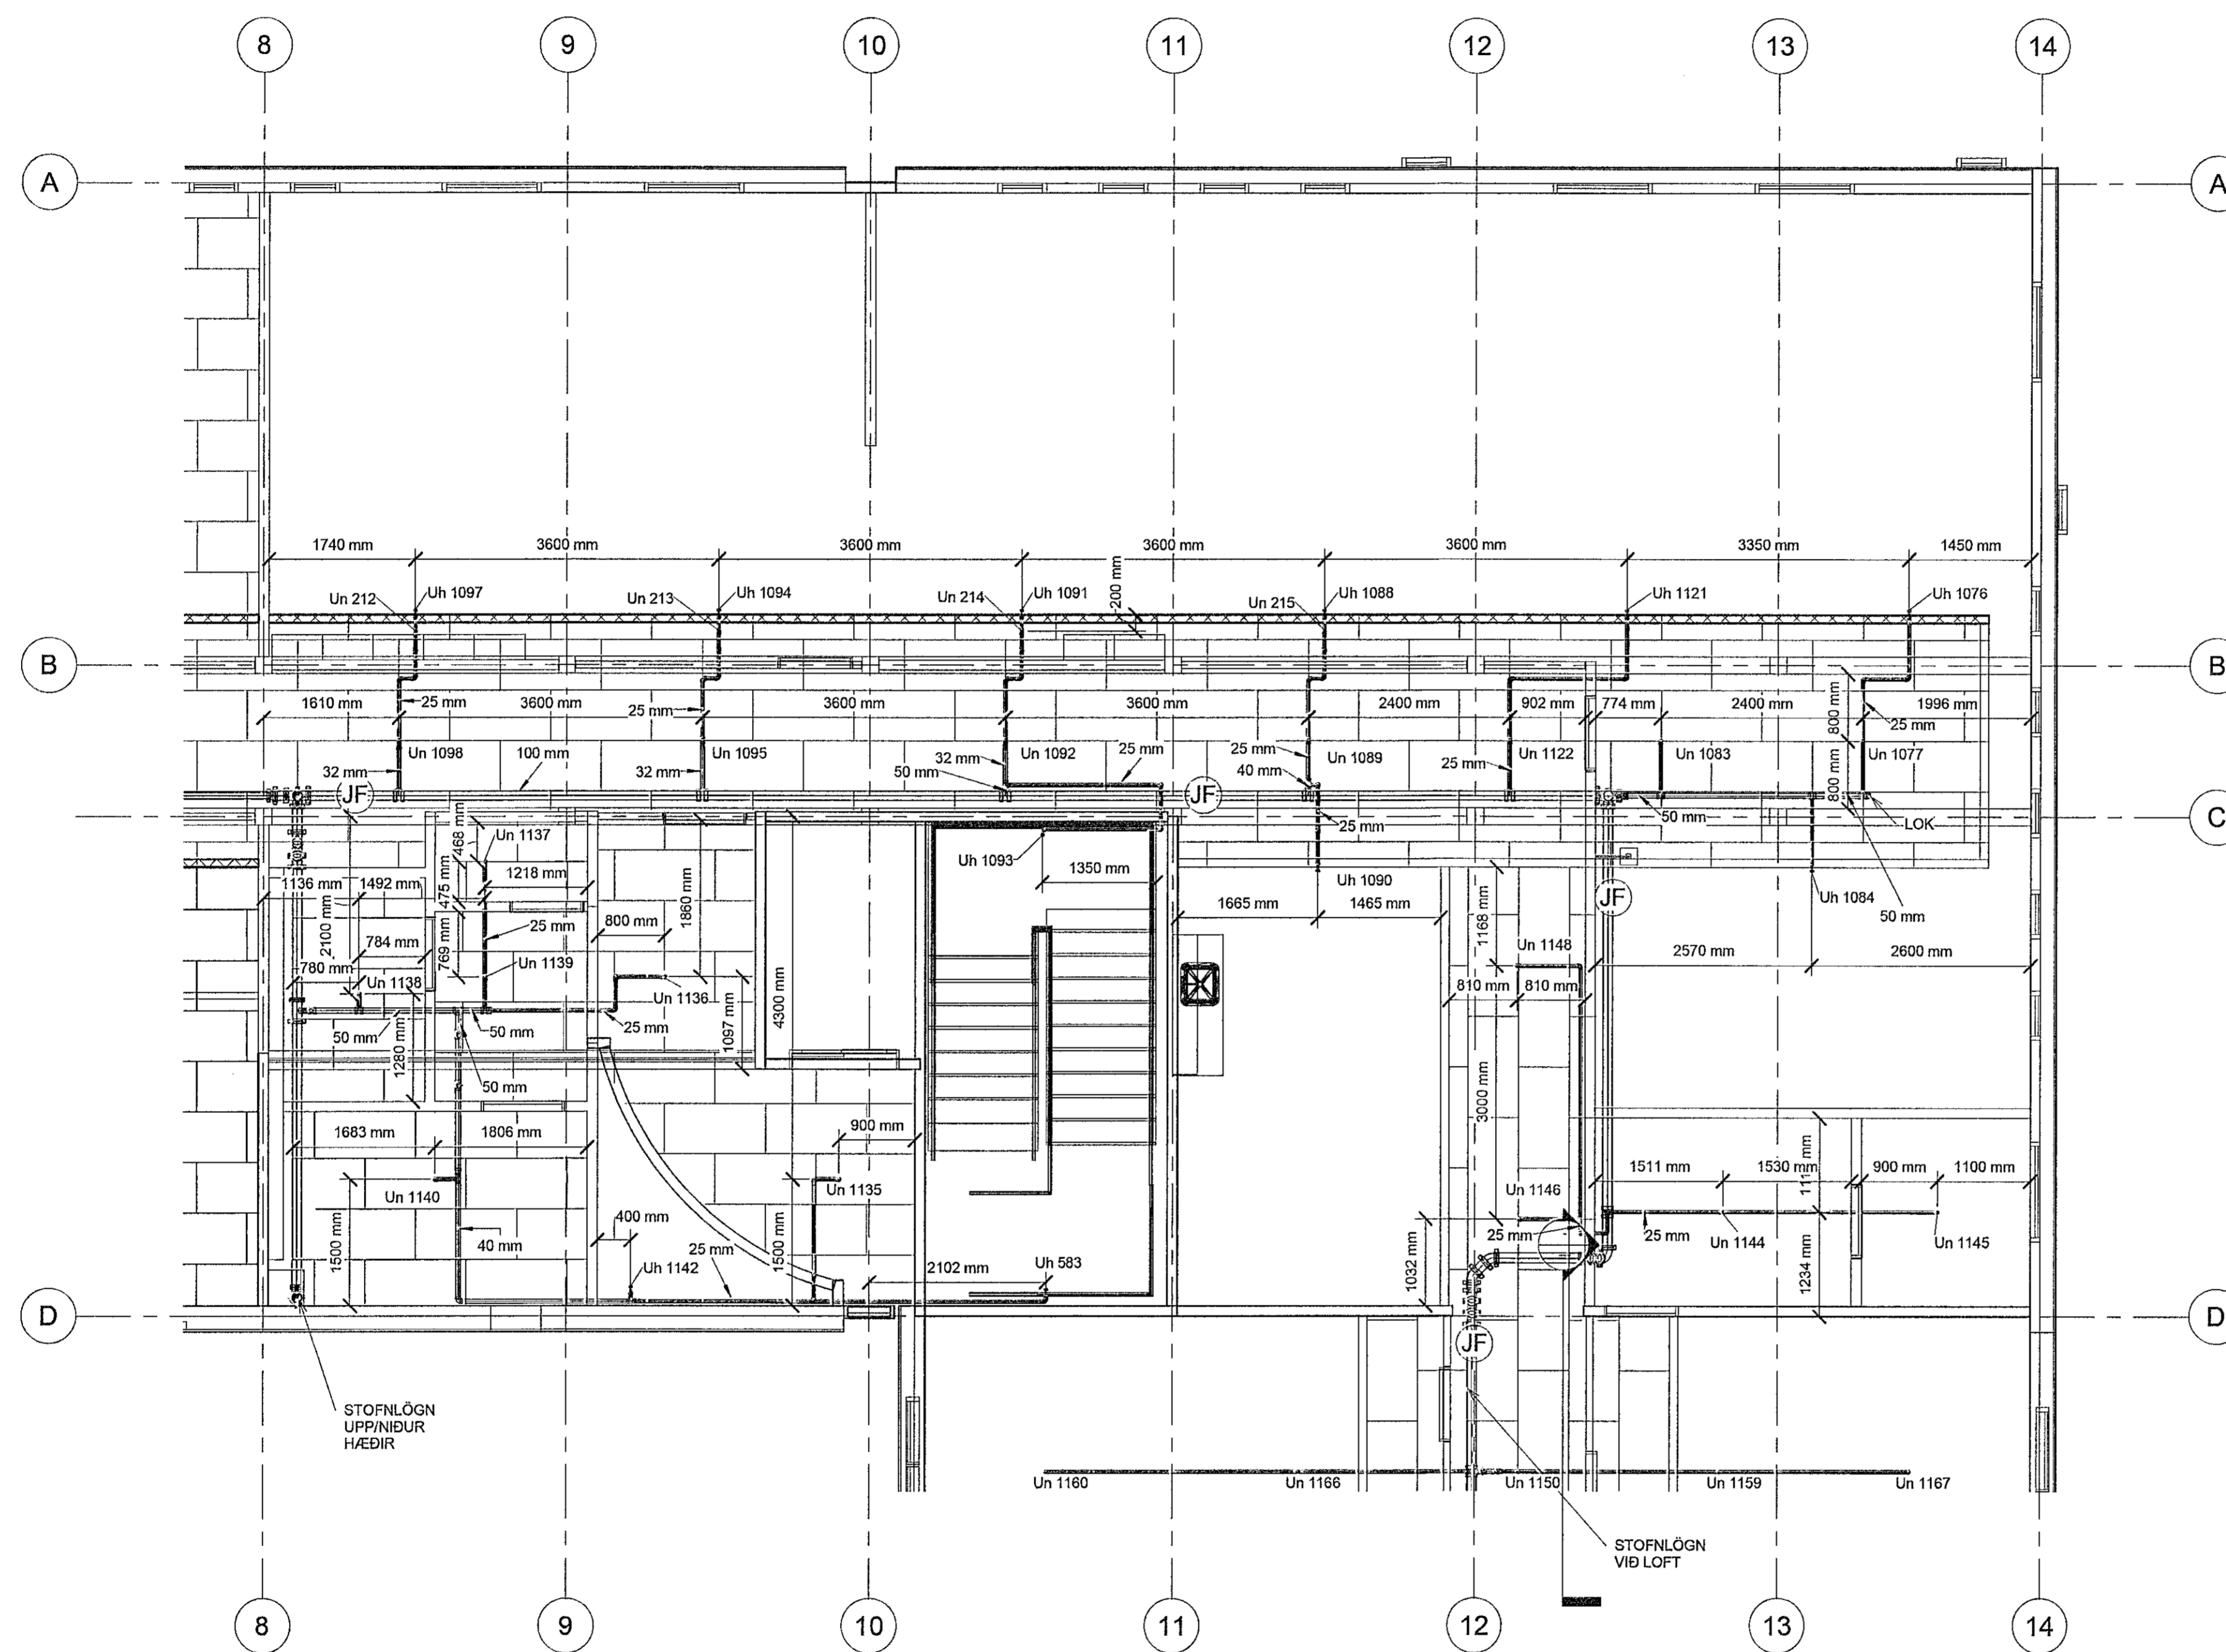 8 9 10 11 12 13 14
A A
1740 mm 3600 mm 3600 mm 3600 mm 3600 mm 3350 mm 1450 mm
200 mm
Un 212 Uh 1097 Un 213 Uh 1094 Un 214 Uh 1091 Un 215 Uh 1088 Uh 1121 Uh 1076
B B
1610 mm 25 mm 3600 mm 25 mm 3600 mm 3600 mm 2400 mm 902 mm 774 mm 2400 mm 800 mm 1996 mm
25 mm
Un 1098 100 mm Un 1095 32 mm Un 1092 25 mm 25 mm Un 1089 25 mm Un 1122 Un 1083 Un 1077
32 mm 32 mm 50 mm 40 mm 800 mm
JF JF
50 mm LOK
C
25 mm
468 mm Un 1137 Uh 1093 1350 mm
1136 mm 1492 mm 475 mm 1218 mm 1860 mm Uh 1090 JF Uh 1084
50 mm
2100 mm 784 mm 769 mm 25 mm 800 mm 1665 mm 1465 mm 1168 mm
780 mm Un 1138 Un 1139 Un 1148 2570 mm 2600 mm
Un 1136 810 mm 810 mm
50 mm 50 mm 25 mm 1097 mm 4300 mm
1280 mm
50 mm 3000 mm
1683 mm 1806 mm 900 mm
1511 mm 1530 mm 1111 mm 900 mm 1100 mm
Un 1140 Un 1135 Un 1146
1500 mm 40 mm 400 mm 25 mm 1500 mm 25 mm 25 mm Un 1144 Un 1145
Uh 1142 2102 mm Uh 583 1032 mm 1234 mm
D D
JF
STOFNLÖGN
UPP/NIÐUR
HÆÐIR
Un 1160 Un 1166 Un 1150 Un 1159 Un 1167
STOFNLÖGN
VIÐ LOFT
8 9 10 11 12 13 14